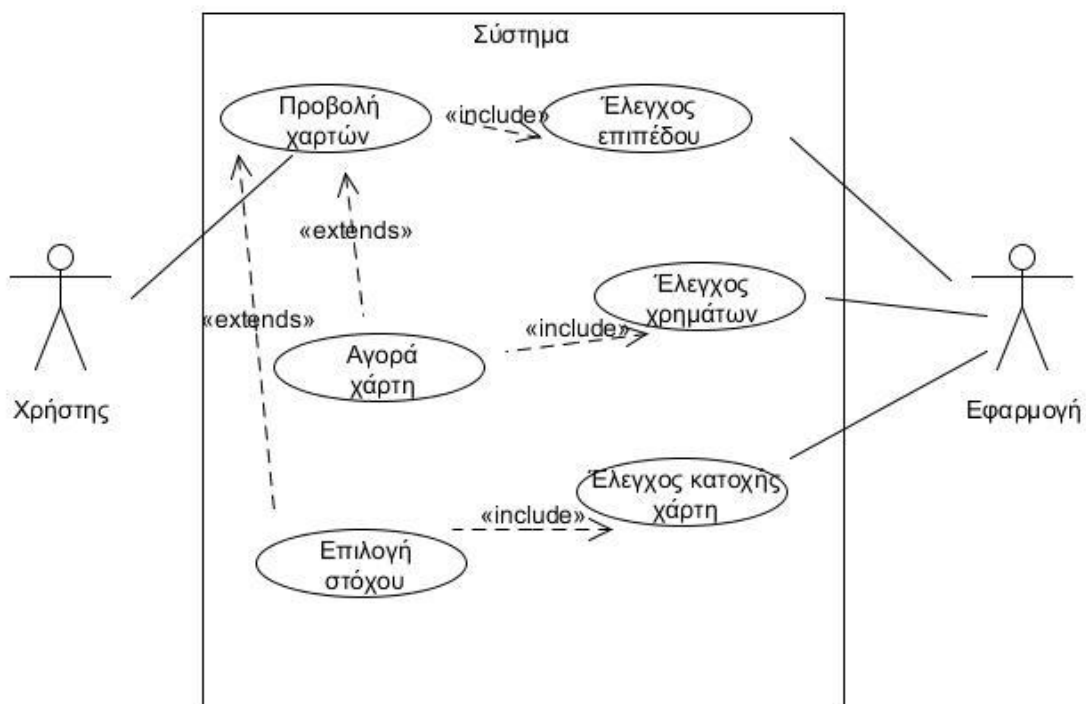 Σύστημα
Προβολή
χαρτών
«include»
Έλεγχος
επιπέδου
«extends»
Έλεγχος
χρημάτων
«extends»
«include»
Αγορά
χάρτη
Χρήστης
Εφαρμογή
Έλεγχος κατοχής
χάρτη
«include»
Επιλογή
στόχου